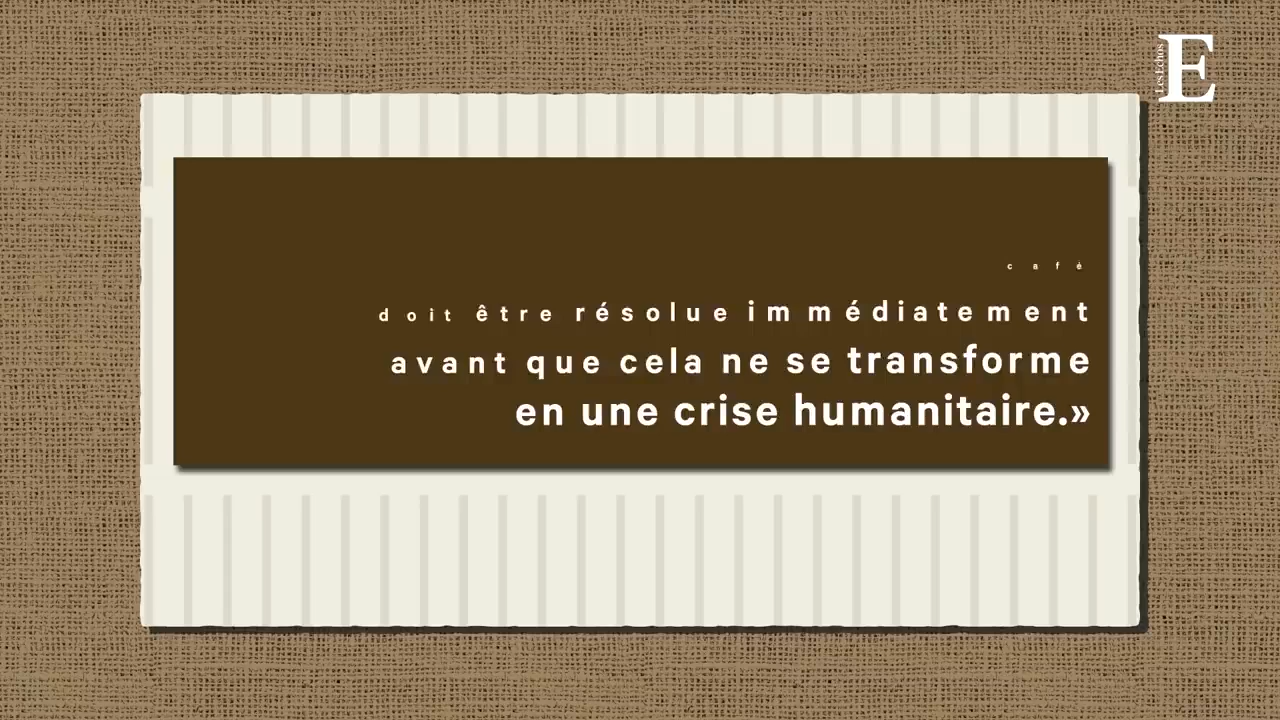 Les Echos
E
café
doit être résolue immédiatement
avant que cela ne se transforme
en une crise humanitaire.»